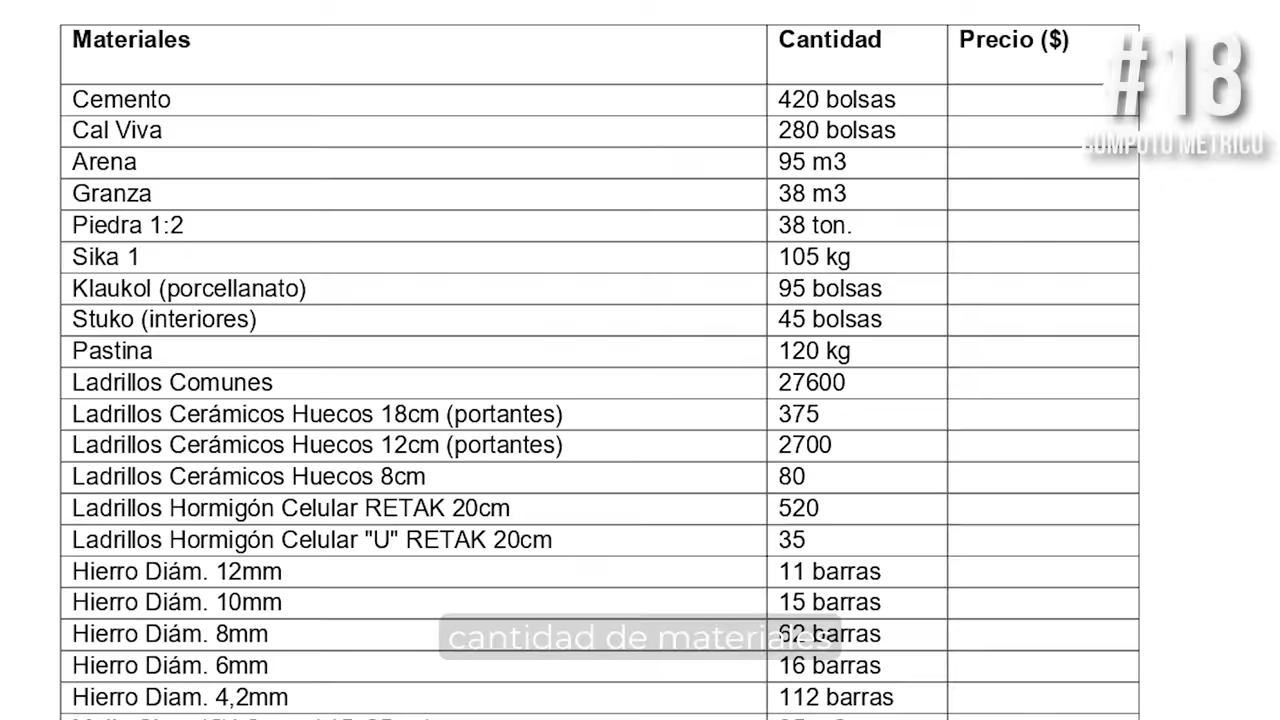 Materiales Cantidad Precio ($)
#18
COMPUTO METRICO
Cemento 420 bolsas
Cal Viva 280 bolsas
Arena 95 m3
Granza 38 m3
Piedra 1:2 38 ton.
Sika 1 105 kg
Klaukol (porcellanato) 95 bolsas
Stuko (interiores) 45 bolsas
Pastina 120 kg
Ladrillos Comunes 27600
Ladrillos Cerámicos Huecos 18cm (portantes) 375
Ladrillos Cerámicos Huecos 12cm (portantes) 2700
Ladrillos Cerámicos Huecos 8cm 80
Ladrillos Hormigón Celular RETAK 20cm 520
Ladrillos Hormigón Celular "U" RETAK 20cm 35
Hierro Diám. 12mm 11 barras
Hierro Diám. 10mm 15 barras
Hierro Diám. 8mm 62 barras
cantidad de materiales
Hierro Diám. 6mm 16 barras
Hierro Diam. 4,2mm 112 barras